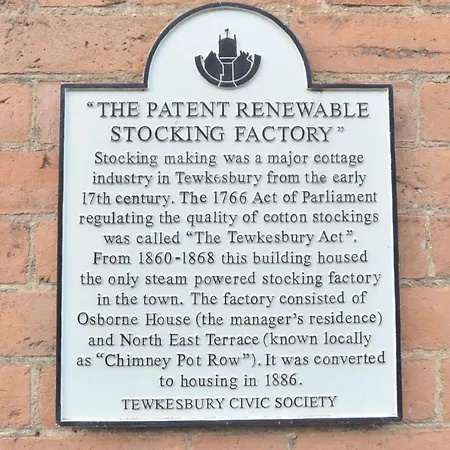 "THE PATENT RENEWABLE
STOCKING FACTORY"
Stocking making was a major cottage
industry in Tewkesbury from the early
17th century. The 1766 Act of Parliament
regulating the quality of cotton stockings
was called "The Tewkesbury Act".
From 1860-1868 this building housed
the only steam powered stocking factory
in the town. The factory consisted of
Osborne House (the manager's residence)
and North East Terrace (known locally
as "Chimney Pot Row"). It was converted
to housing in 1886.
TEWKESBURY CIVIC SOCIETY